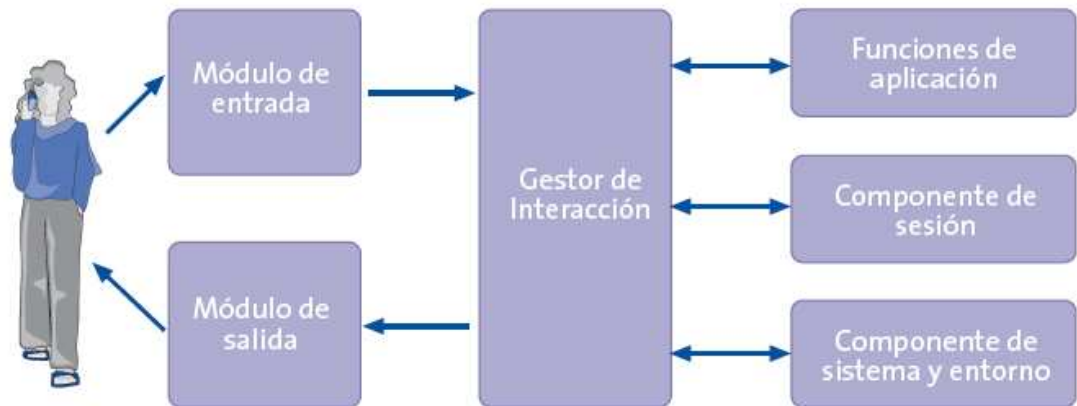 Módulo de
entrada
Funciones de
aplicación
Gestor de
Interacción
Componente de
sesión
Módulo de
salida
Componente de
sistema y entorno